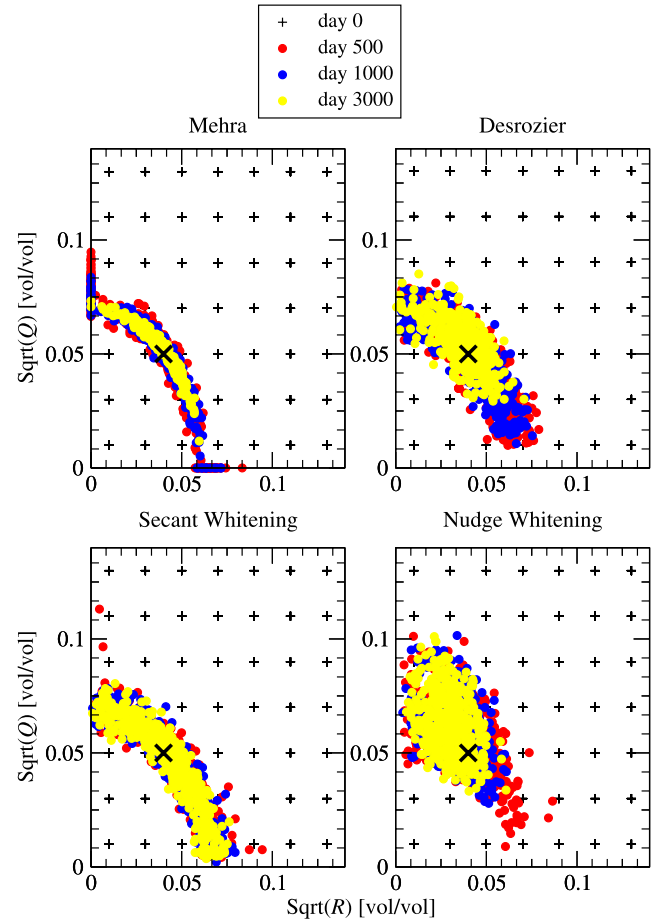 day 0
day 500
day 1000
day 3000
Mehra Desrozier
0.1 0.1
0.05 0.05
0 0
0 0.05 0.1 0 0.05 0.1
Sqrt(Q) [vol/vol]
Secant Whitening Nudge Whitening
0.1 0.1
0.05 0.05
0 0
0 0.05 0.1 0 0.05 0.1
Sqrt(Q) [vol/vol]
Sqrt(R) [vol/vol]